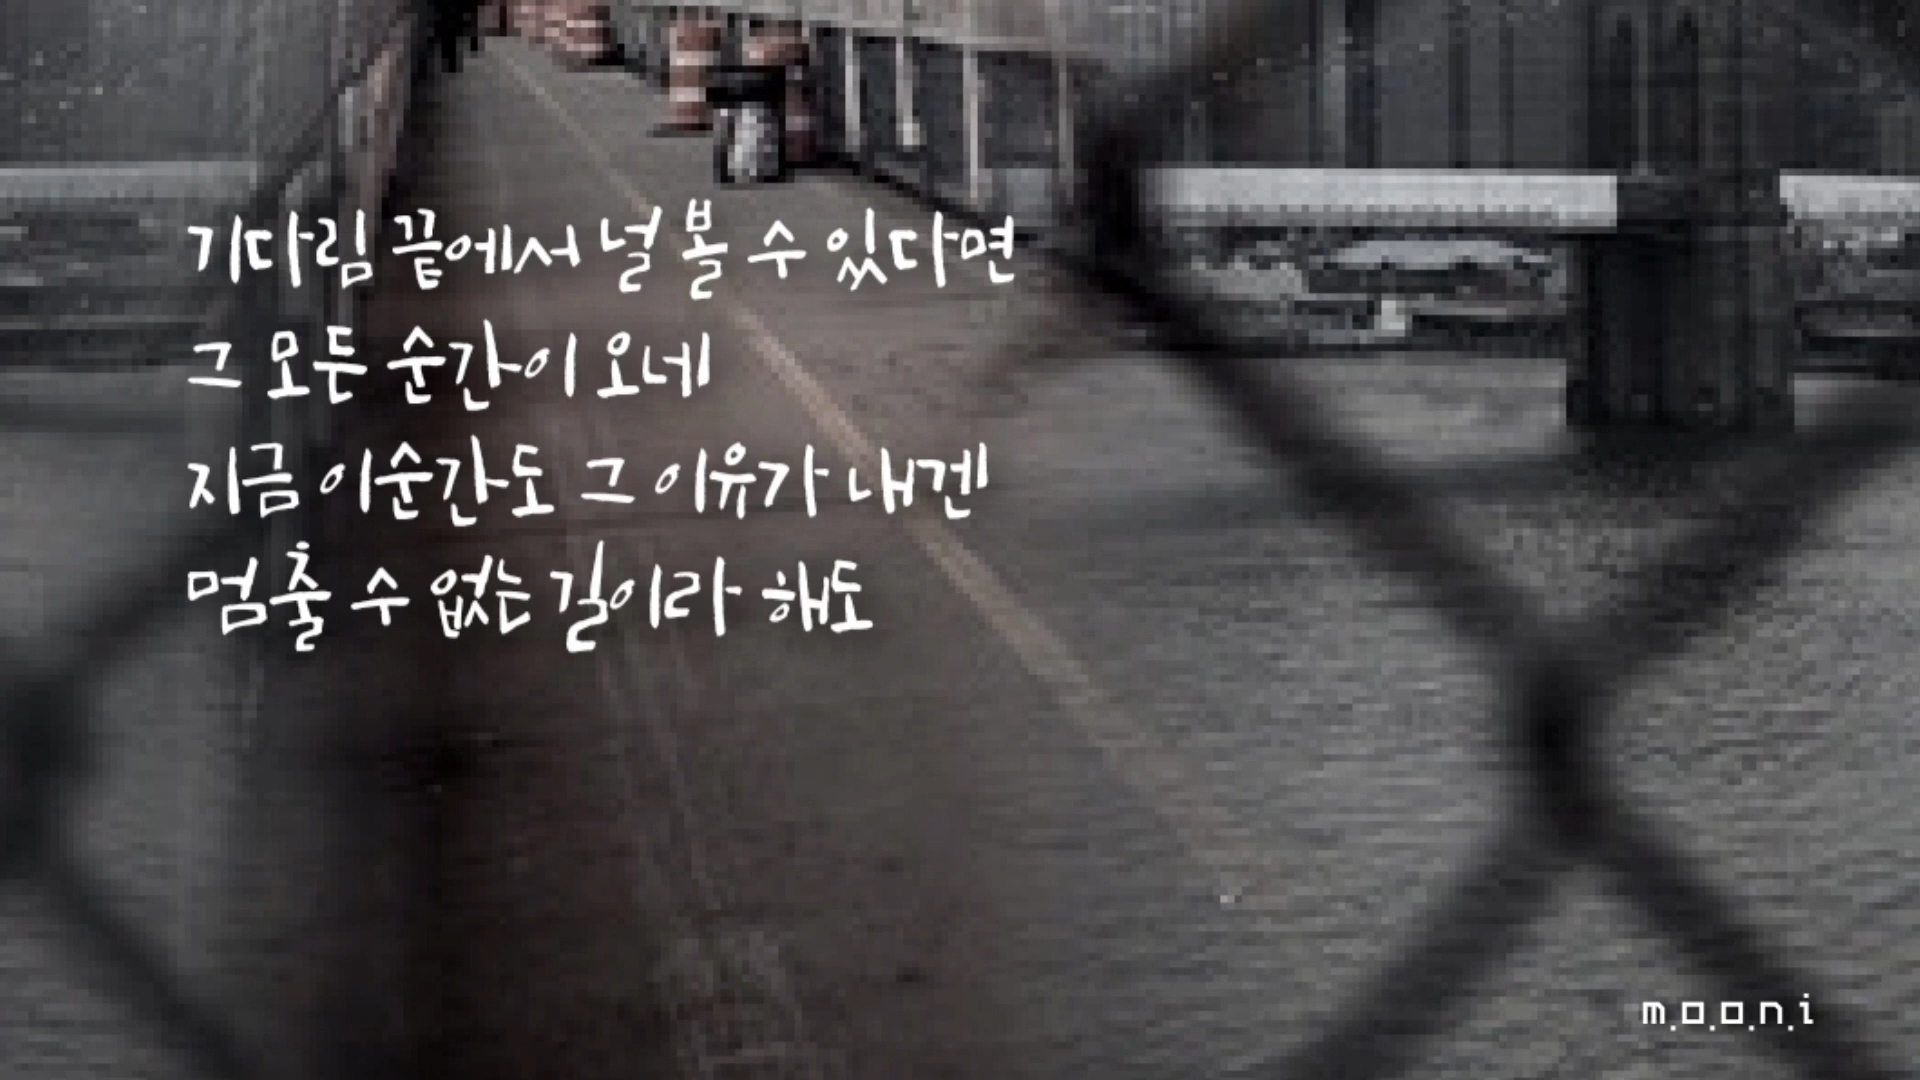 기다림 끝에서 널 볼 수 있다면
그 모든 순간이 오네
지금 이순간도 그 이유가 내겐
멈출 수 없는 길이라 해도
m.o.o.n.i